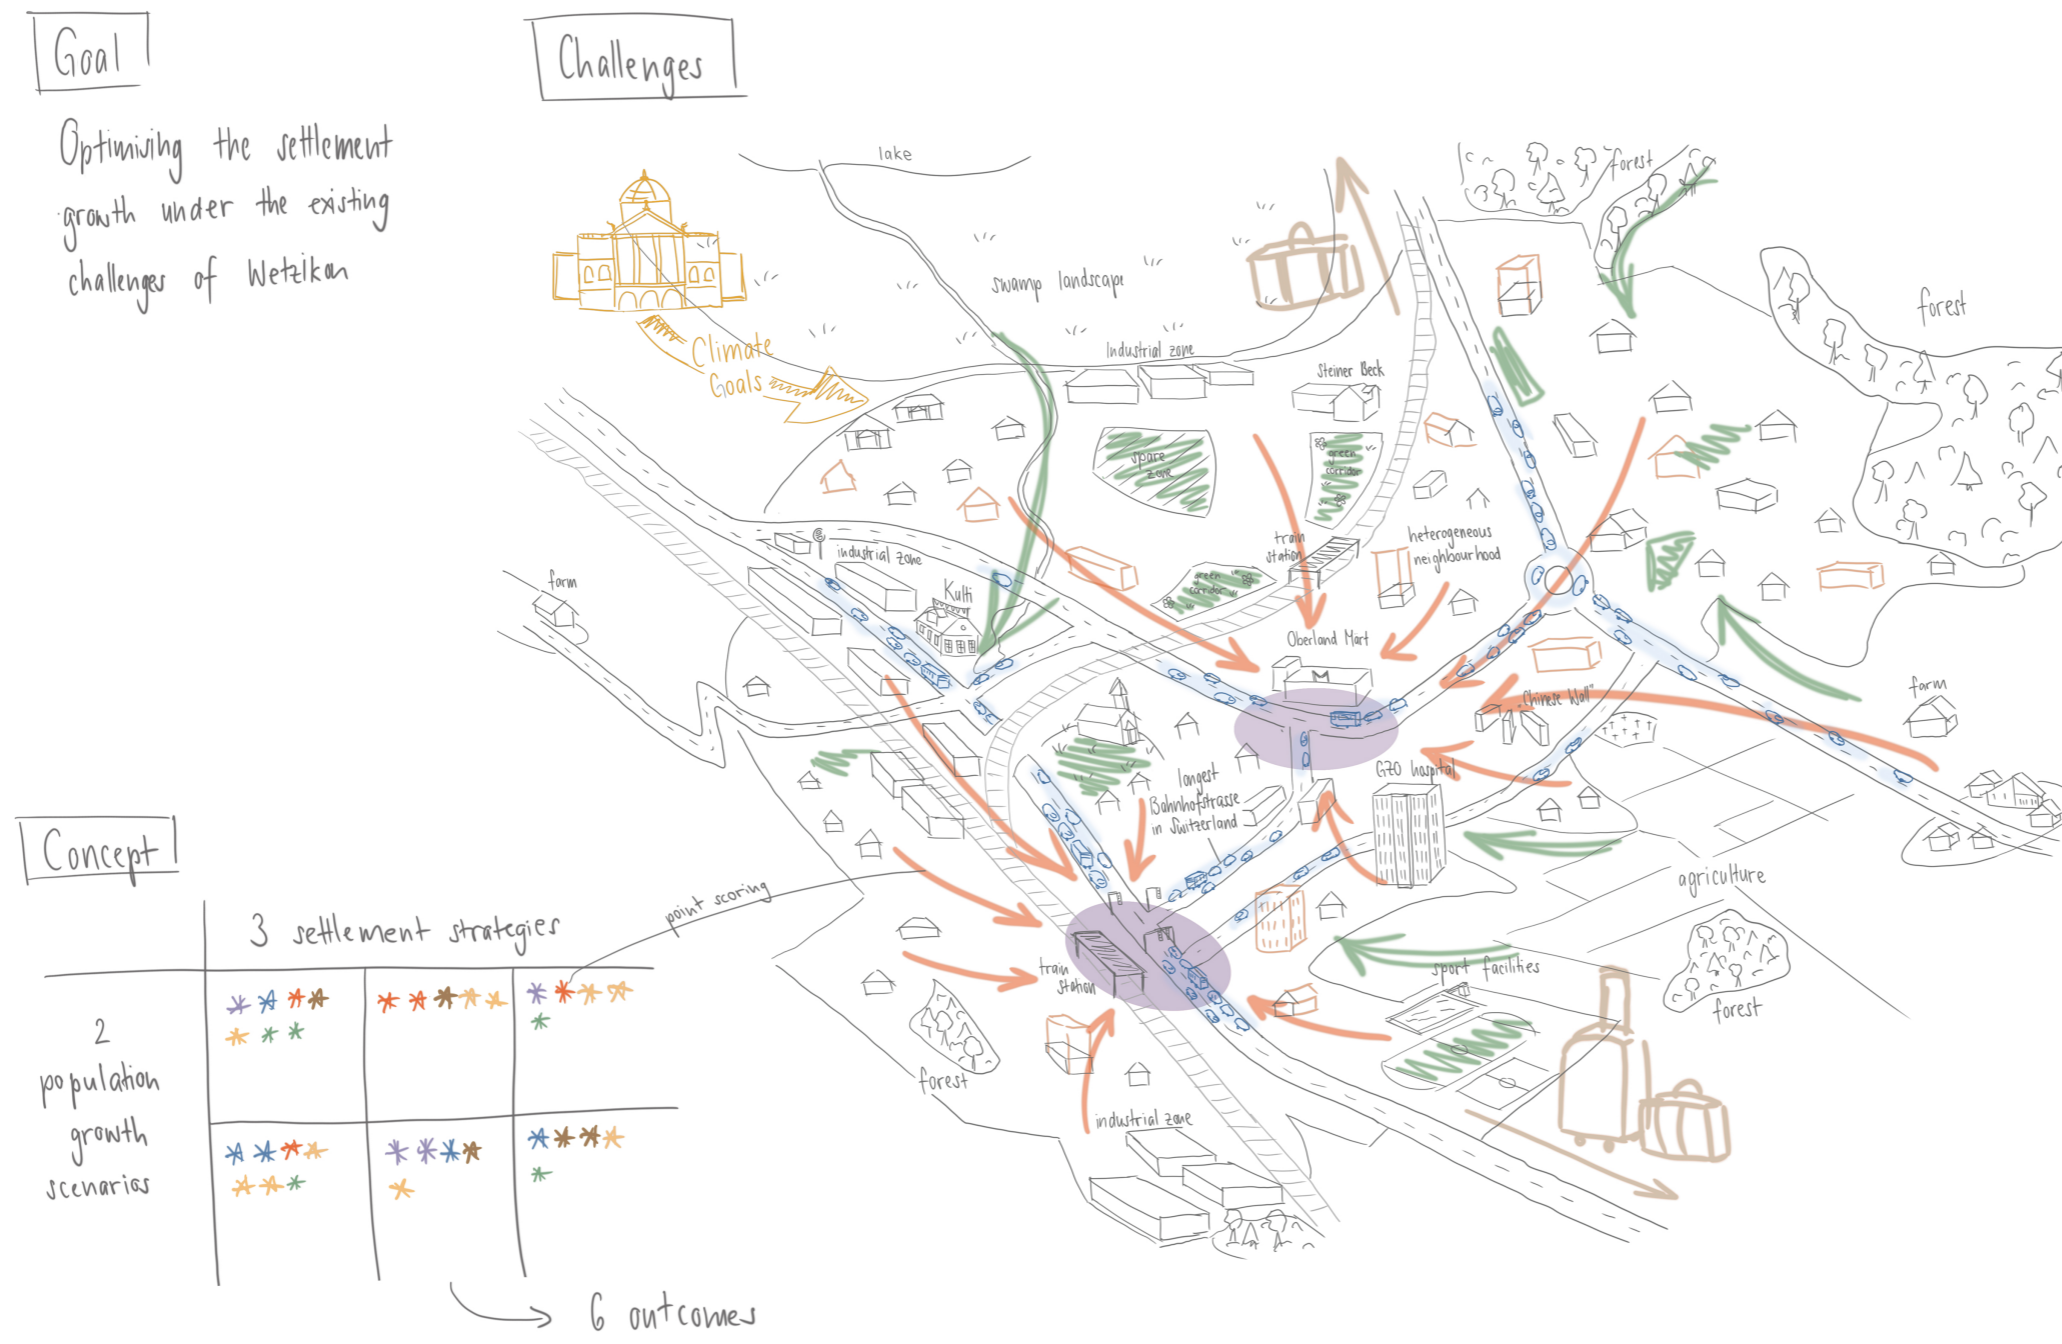 Goal
Optimising the settlement
growth under the existing
challenges of Wetzikon
Challenges
lake
forest
swamp landscape
forest
Climate
Goals
Industrial zone
Steiner Beck
spare
zone
green
corridor
train
station
heterogeneous
neighbourhood
industrial zone
farm
Kulti
green
corridor
Oberland Mart
M
"Chinese Wall"
farm
GZO hospital
longest
Bahnhofstrasse
in Switzerland
agriculture
train
station
sport facilities
forest
forest
industrial zone
Concept
3 settlement strategies
point scoring
2
population
growth
scenarios
6 outcomes